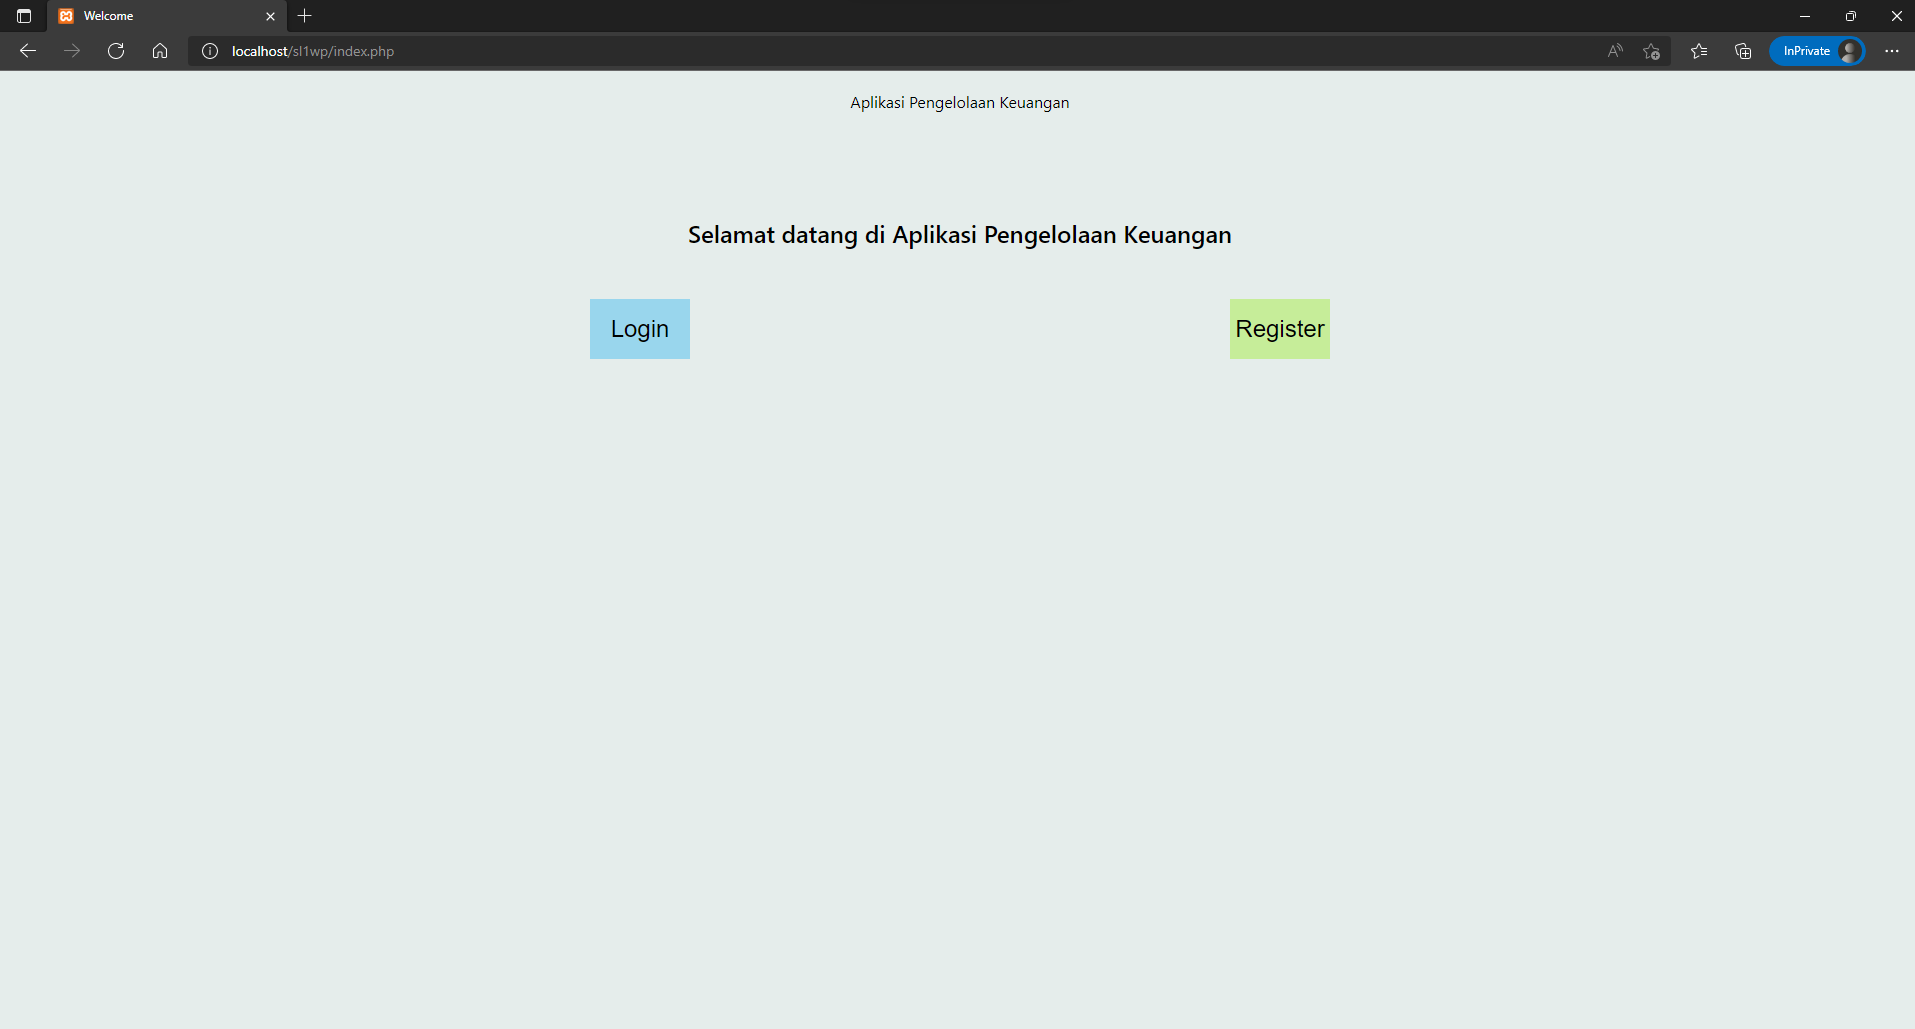 Welcome
localhost/sl1wp/index.php
InPrivate
Aplikasi Pengelolaan Keuangan
Selamat datang di Aplikasi Pengelolaan Keuangan
Login
Register